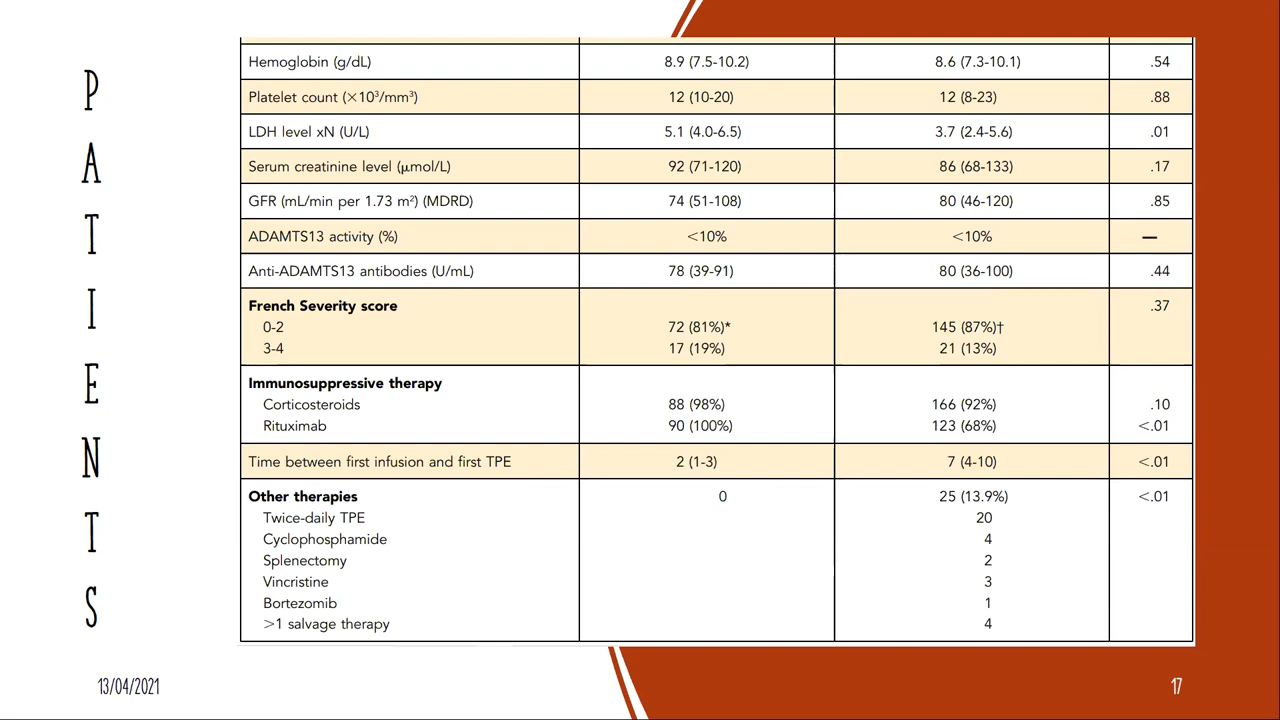 PATIENTS
Hemoglobin (g/dL) 8.9 (7.5-10.2) 8.6 (7.3-10.1) .54
Platelet count (×10³/mm³) 12 (10-20) 12 (8-23) .88
LDH level xN (U/L) 5.1 (4.0-6.5) 3.7 (2.4-5.6) .01
Serum creatinine level (μmol/L) 92 (71-120) 86 (68-133) .17
GFR (mL/min per 1.73 m²) (MDRD) 74 (51-108) 80 (46-120) .85
ADAMTS13 activity (%) <10% <10% —
Anti-ADAMTS13 antibodies (U/mL) 78 (39-91) 80 (36-100) .44
French Severity score .37
0-2 72 (81%)* 145 (87%)†
3-4 17 (19%) 21 (13%)
Immunosuppressive therapy
Corticosteroids 88 (98%) 166 (92%) .10
Rituximab 90 (100%) 123 (68%) <.01
Time between first infusion and first TPE 2 (1-3) 7 (4-10) <.01
Other therapies 0 25 (13.9%) <.01
Twice-daily TPE 20
Cyclophosphamide 4
Splenectomy 2
Vincristine 3
Bortezomib 1
>1 salvage therapy 4
13/04/2021 17